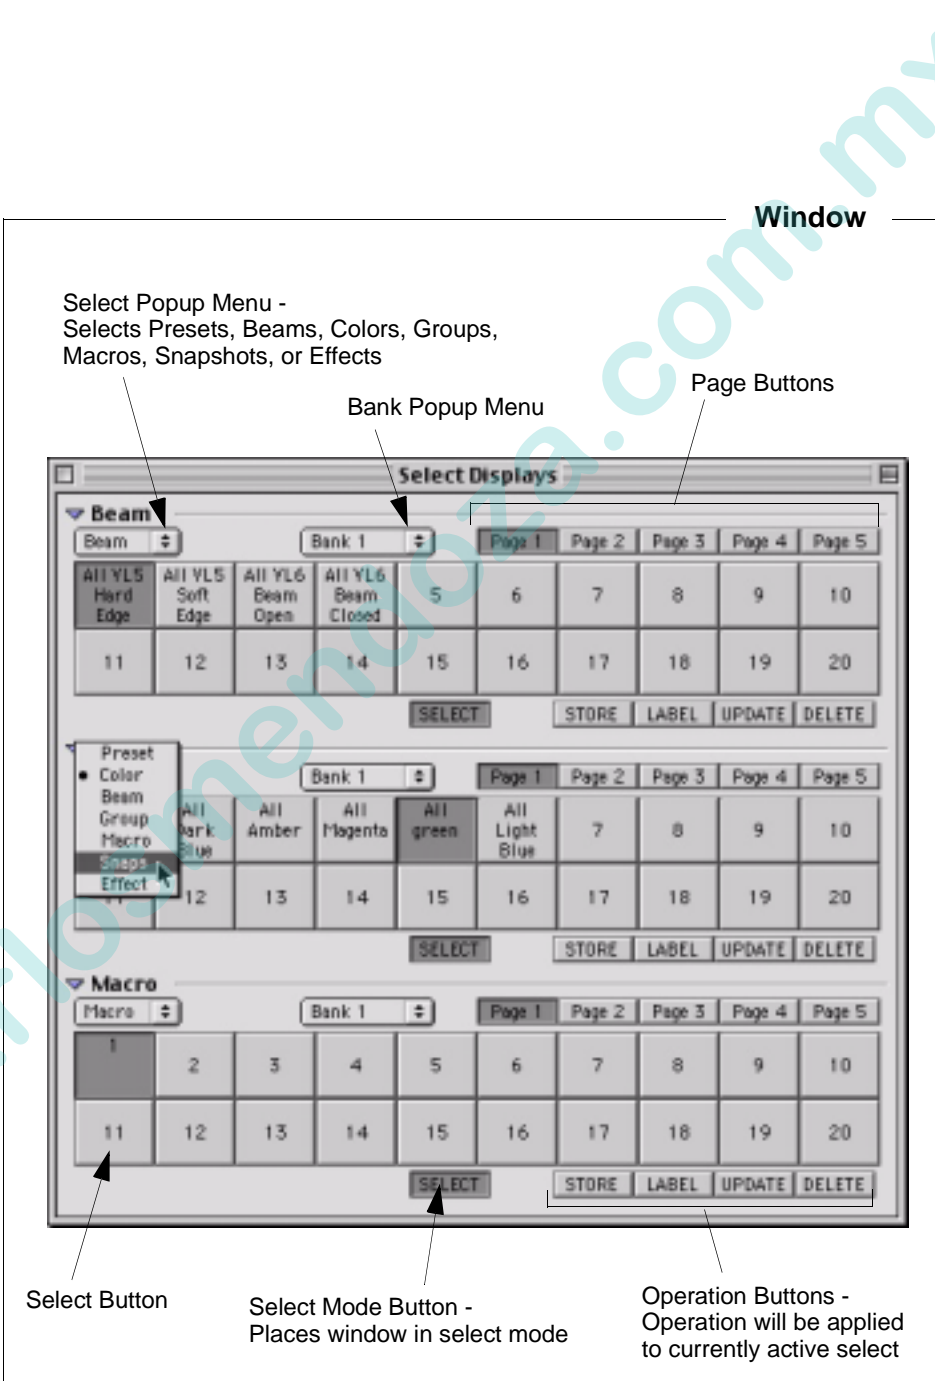 Window
Select Popup Menu -
Selects Presets, Beams, Colors, Groups,
Macros, Snapshots, or Effects
Page Buttons
Bank Popup Menu
Select Displays
Beam
Beam Bank 1 Page 1 Page 2 Page 3 Page 4 Page 5
All YL5 Hard Edge All YL5 Soft Edge All YL6 Beam Open All YL6 Beam Closed 5 6 7 8 9 10
11 12 13 14 15 16 17 18 19 20
SELECT STORE LABEL UPDATE DELETE
Preset
Color
Beam
Group
Macro
Snaps
Effect
Bank 1 Page 1 Page 2 Page 3 Page 4 Page 5
All Dark Blue All Amber All Magenta All green All Light Blue 7 8 9 10
11 12 13 14 15 16 17 18 19 20
SELECT STORE LABEL UPDATE DELETE
Macro
Macro Bank 1 Page 1 Page 2 Page 3 Page 4 Page 5
1 2 3 4 5 6 7 8 9 10
11 12 13 14 15 16 17 18 19 20
SELECT STORE LABEL UPDATE DELETE
Select Button
Select Mode Button -
Places window in select mode
Operation Buttons -
Operation will be applied
to currently active select
flosmendoza.com.mx